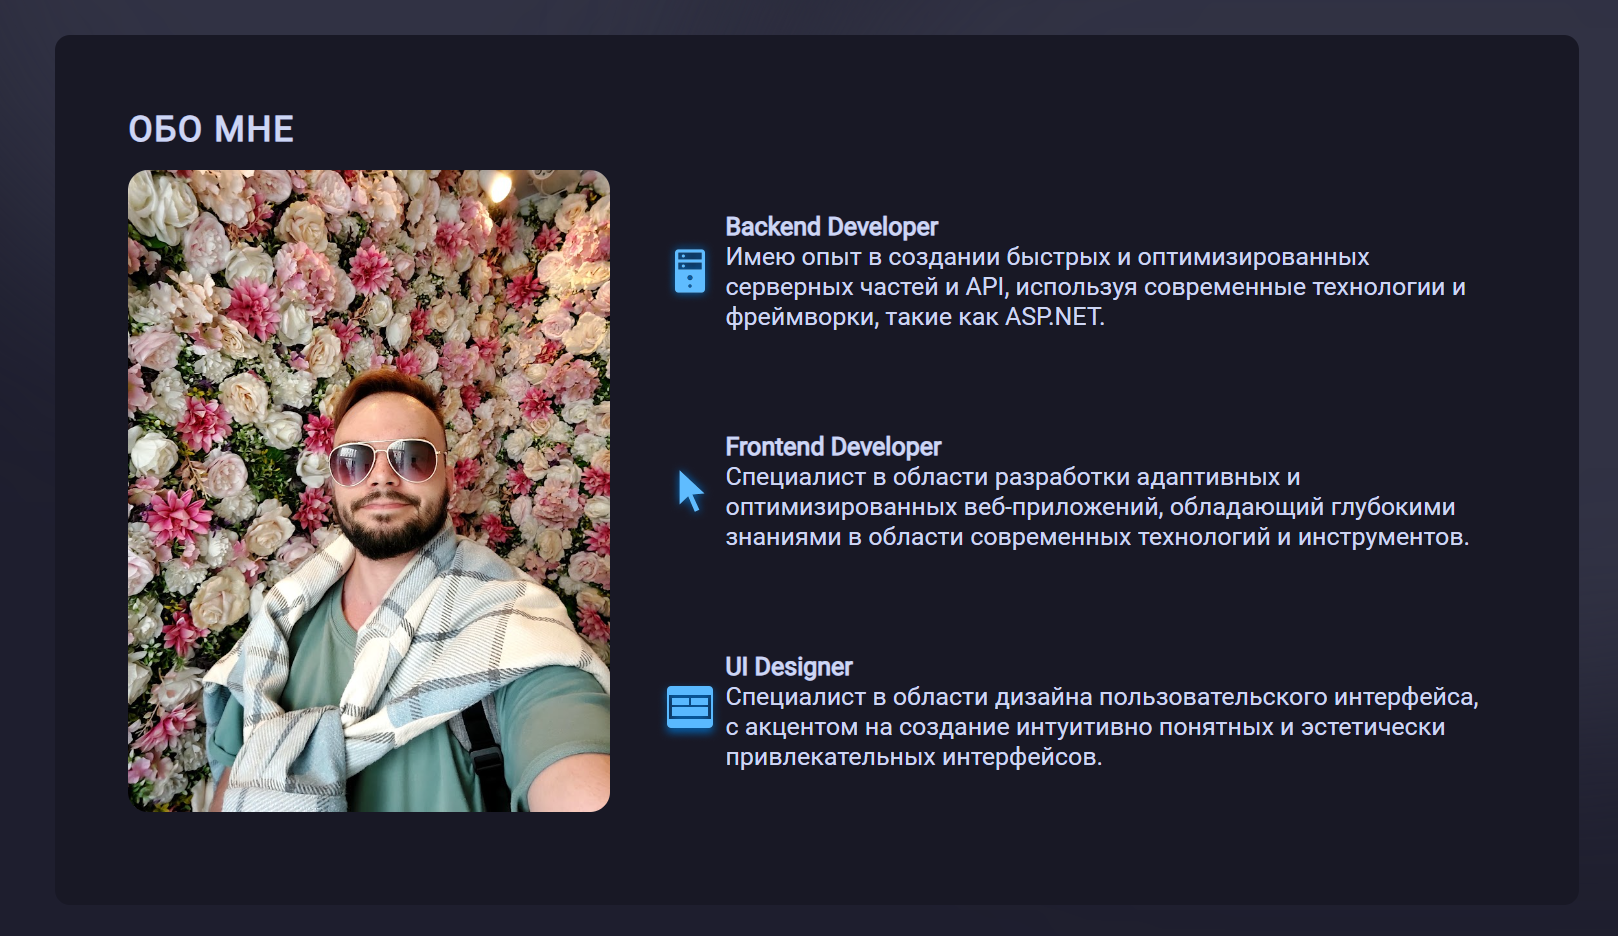 ОБО МНЕ
Backend Developer
Имею опыт в создании быстрых и оптимизированных
серверных частей и API, используя современные технологии и
фреймворки, такие как ASP.NET.
Frontend Developer
Специалист в области разработки адаптивных и
оптимизированных веб-приложений, обладающий глубокими
знаниями в области современных технологий и инструментов.
UI Designer
Специалист в области дизайна пользовательского интерфейса,
с акцентом на создание интуитивно понятных и эстетически
привлекательных интерфейсов.